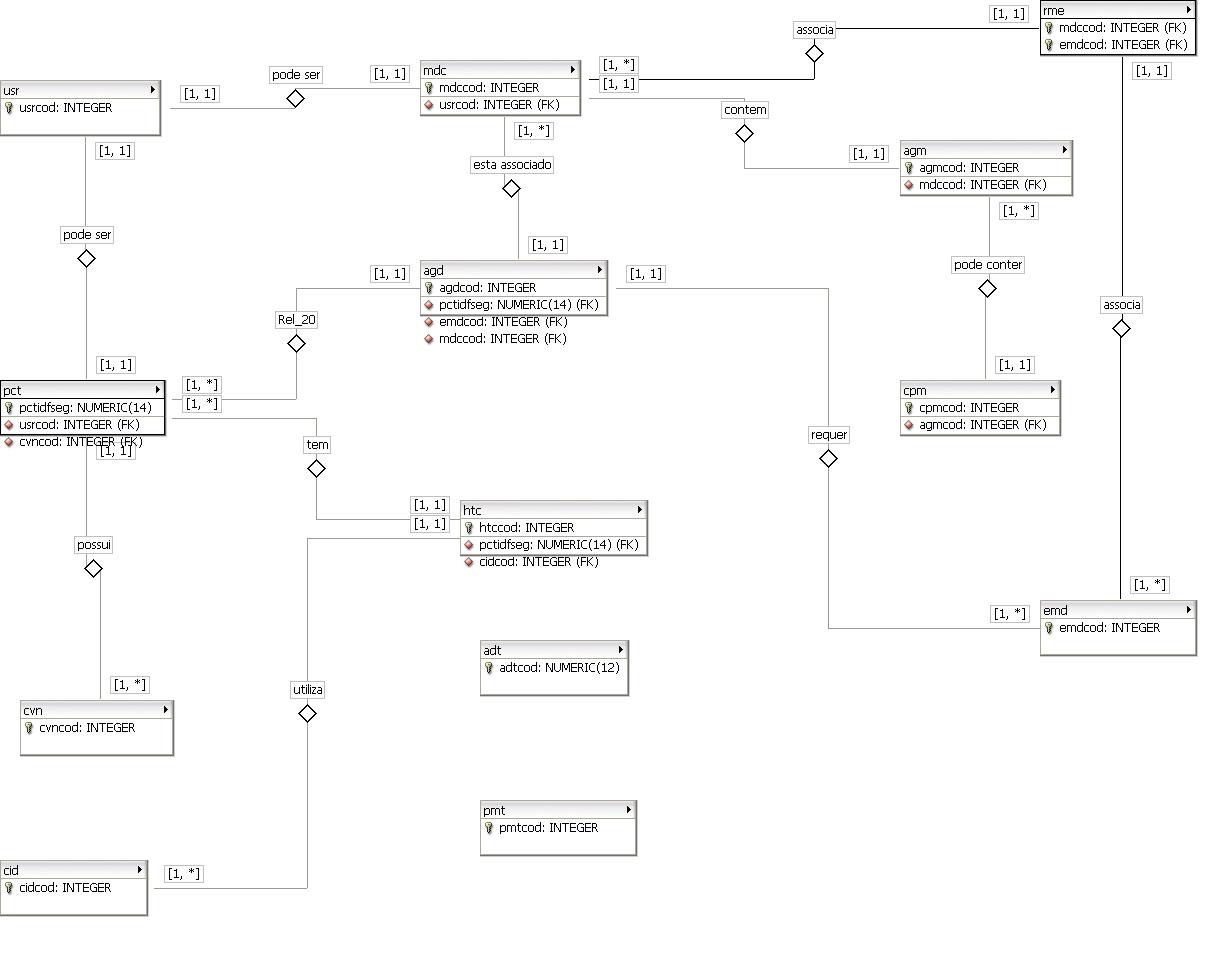 rme
mdccod: INTEGER (FK)
emdcod: INTEGER (FK)
[1, 1]
associa
[1, 1]
mdc
mdccod: INTEGER
usrcod: INTEGER (FK)
[1, *]
[1, 1]
pode ser
[1, 1]
[1, 1]
usr
usrcod: INTEGER
contem
[1, *]
[1, 1]
[1, 1]
agm
agmcod: INTEGER
mdccod: INTEGER (FK)
esta associado
[1, *]
pode ser
[1, 1]
agd
agdcod: INTEGER
pctidfseg: NUMERIC(14) (FK)
emdcod: INTEGER (FK)
mdccod: INTEGER (FK)
[1, 1]
[1, 1]
pode conter
associa
Rel_20
[1, 1]
[1, 1]
pct
pctidfseg: NUMERIC(14)
usrcod: INTEGER (FK)
cvncod: INTEGER (FK)
[1, *]
[1, *]
[1, 1]
cpm
cpmcod: INTEGER
agmcod: INTEGER (FK)
tem
requer
[1, 1]
[1, 1]
htc
htccod: INTEGER
pctidfseg: NUMERIC(14) (FK)
cidcod: INTEGER (FK)
possui
[1, *]
[1, *]
emd
emdcod: INTEGER
adt
adtcod: NUMERIC(12)
[1, *]
utiliza
cvn
cvncod: INTEGER
pmt
pmtcod: INTEGER
cid
cidcod: INTEGER
[1, *]